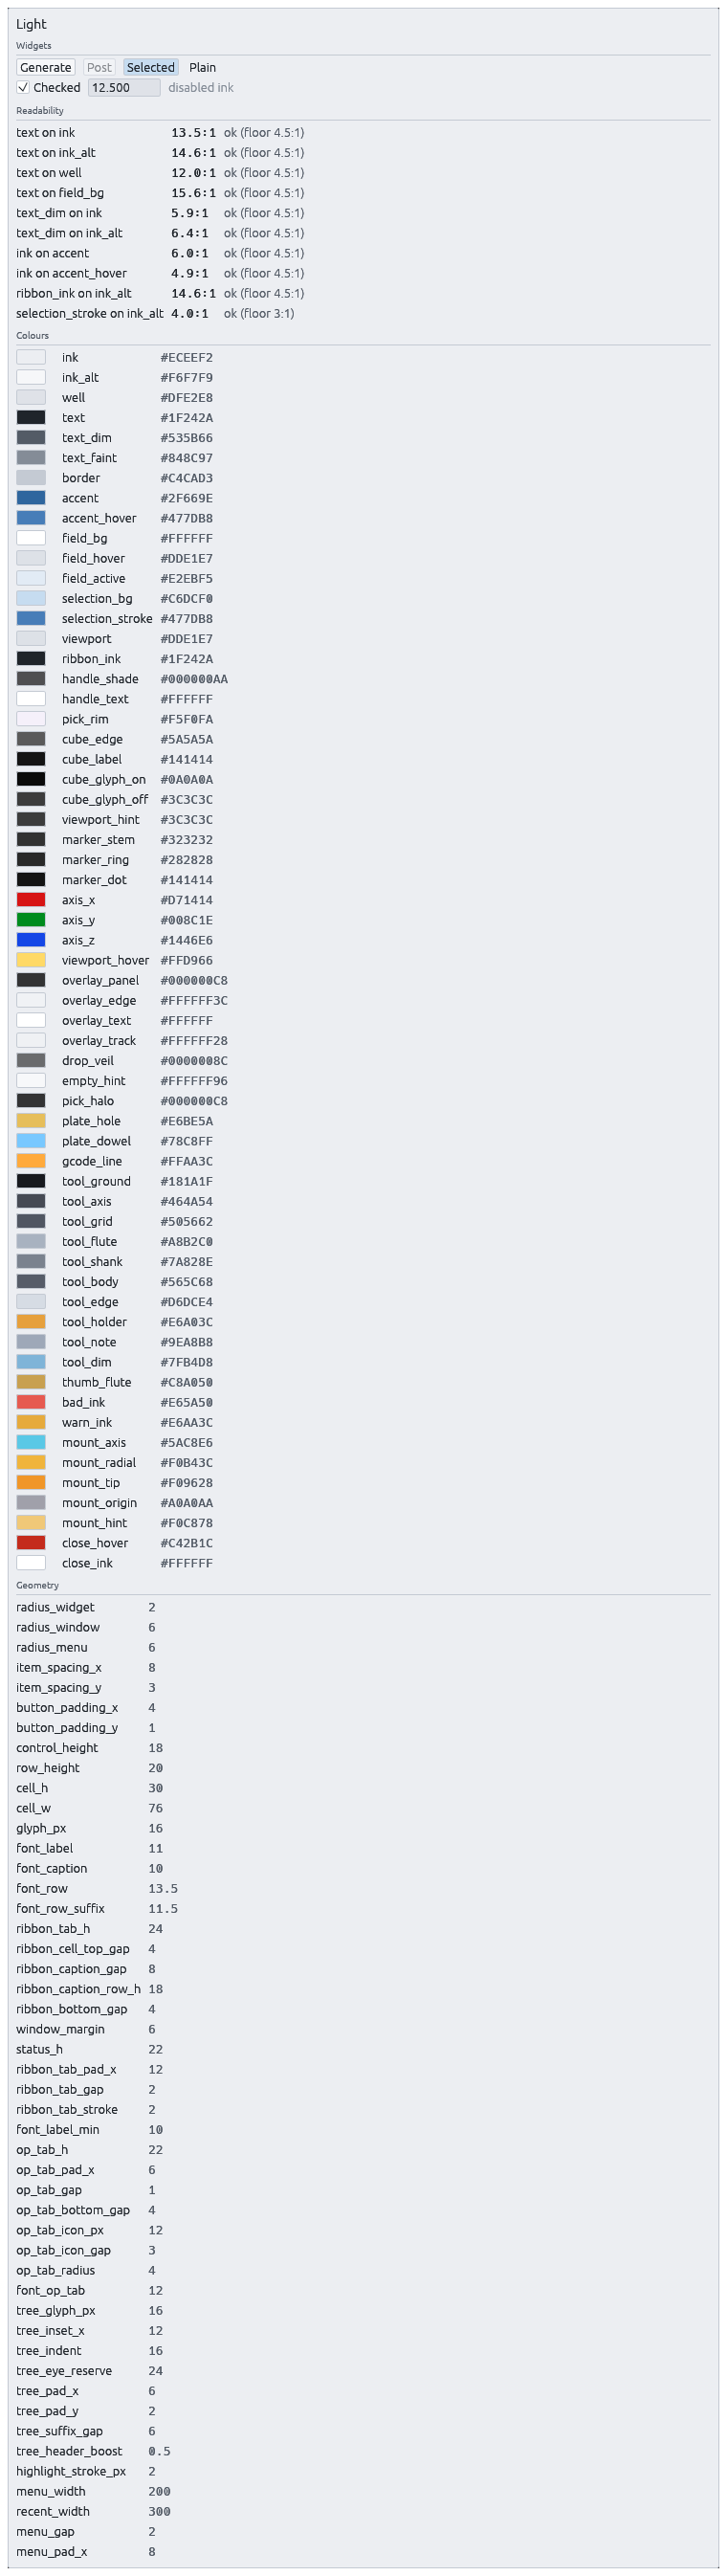 Light
Widgets
Generate Post Selected Plain
Checked 12.500 disabled ink
Readability
text on ink 13.5:1 ok (floor 4.5:1)
text on ink_alt 14.6:1 ok (floor 4.5:1)
text on well 12.0:1 ok (floor 4.5:1)
text on field_bg 15.6:1 ok (floor 4.5:1)
text_dim on ink 5.9:1 ok (floor 4.5:1)
text_dim on ink_alt 6.4:1 ok (floor 4.5:1)
ink on accent 6.0:1 ok (floor 4.5:1)
ink on accent_hover 4.9:1 ok (floor 4.5:1)
ribbon_ink on ink_alt 14.6:1 ok (floor 4.5:1)
selection_stroke on ink_alt 4.0:1 ok (floor 3:1)
Colours
ink #ECEEF2
ink_alt #F6F7F9
well #DFE2E8
text #1F242A
text_dim #535B66
text_faint #848C97
border #C4CAD3
accent #2F669E
accent_hover #477DB8
field_bg #FFFFFF
field_hover #DDE1E7
field_active #E2EBF5
selection_bg #C6DCF0
selection_stroke #477DB8
viewport #DDE1E7
ribbon_ink #1F242A
handle_shade #000000AA
handle_text #FFFFFF
pick_rim #F5F0FA
cube_edge #5A5A5A
cube_label #141414
cube_glyph_on #0A0A0A
cube_glyph_off #3C3C3C
viewport_hint #3C3C3C
marker_stem #323232
marker_ring #282828
marker_dot #141414
axis_x #D71414
axis_y #008C1E
axis_z #1446E6
viewport_hover #FFD966
overlay_panel #000000C8
overlay_edge #FFFFFF3C
overlay_text #FFFFFF
overlay_track #FFFFFF28
drop_veil #0000008C
empty_hint #FFFFFF96
pick_halo #000000C8
plate_hole #E6BE5A
plate_dowel #78C8FF
gcode_line #FFAA3C
tool_ground #181A1F
tool_axis #464A54
tool_grid #505662
tool_flute #A8B2C0
tool_shank #7A828E
tool_body #565C68
tool_edge #D6DCE4
tool_holder #E6A03C
tool_note #9EA8B8
tool_dim #7FB4D8
thumb_flute #C8A050
bad_ink #E65A50
warn_ink #E6AA3C
mount_axis #5AC8E6
mount_radial #F0B43C
mount_tip #F09628
mount_origin #A0A0AA
mount_hint #F0C878
close_hover #C42B1C
close_ink #FFFFFF
Geometry
radius_widget 2
radius_window 6
radius_menu 6
item_spacing_x 8
item_spacing_y 3
button_padding_x 4
button_padding_y 1
control_height 18
row_height 20
cell_h 30
cell_w 76
glyph_px 16
font_label 11
font_caption 10
font_row 13.5
font_row_suffix 11.5
ribbon_tab_h 24
ribbon_cell_top_gap 4
ribbon_caption_gap 8
ribbon_caption_row_h 18
ribbon_bottom_gap 4
window_margin 6
status_h 22
ribbon_tab_pad_x 12
ribbon_tab_gap 2
ribbon_tab_stroke 2
font_label_min 10
op_tab_h 22
op_tab_pad_x 6
op_tab_gap 1
op_tab_bottom_gap 4
op_tab_icon_px 12
op_tab_icon_gap 3
op_tab_radius 4
font_op_tab 12
tree_glyph_px 16
tree_inset_x 12
tree_indent 16
tree_eye_reserve 24
tree_pad_x 6
tree_pad_y 2
tree_suffix_gap 6
tree_header_boost 0.5
highlight_stroke_px 2
menu_width 200
recent_width 300
menu_gap 2
menu_pad_x 8